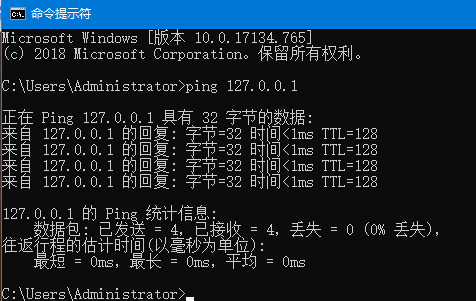 命令提示符
Microsoft Windows [版本 10.0.17134.765]
(c) 2018 Microsoft Corporation。保留所有权利。
C:\Users\Administrator>ping 127.0.0.1
正在 Ping 127.0.0.1 具有 32 字节的数据:
来自 127.0.0.1 的回复: 字节=32 时间<1ms TTL=128
来自 127.0.0.1 的回复: 字节=32 时间<1ms TTL=128
来自 127.0.0.1 的回复: 字节=32 时间<1ms TTL=128
来自 127.0.0.1 的回复: 字节=32 时间<1ms TTL=128
127.0.0.1 的 Ping 统计信息:
数据包: 已发送 = 4，已接收 = 4，丢失 = 0 (0% 丢失)，
往返行程的估计时间(以毫秒为单位):
最短 = 0ms，最长 = 0ms，平均 = 0ms
C:\Users\Administrator>